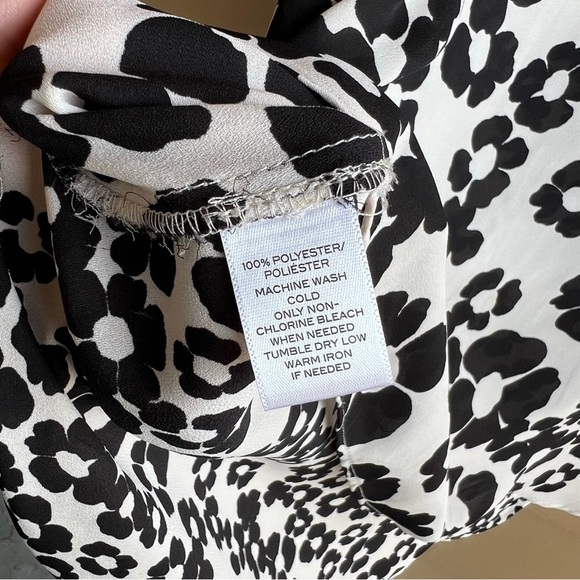 100% POLYESTER/
POLIÉSTER
MACHINE WASH
COLD
ONLY NON-
CHLORINE BLEACH
WHEN NEEDED
TUMBLE DRY LOW
WARM IRON
IF NEEDED